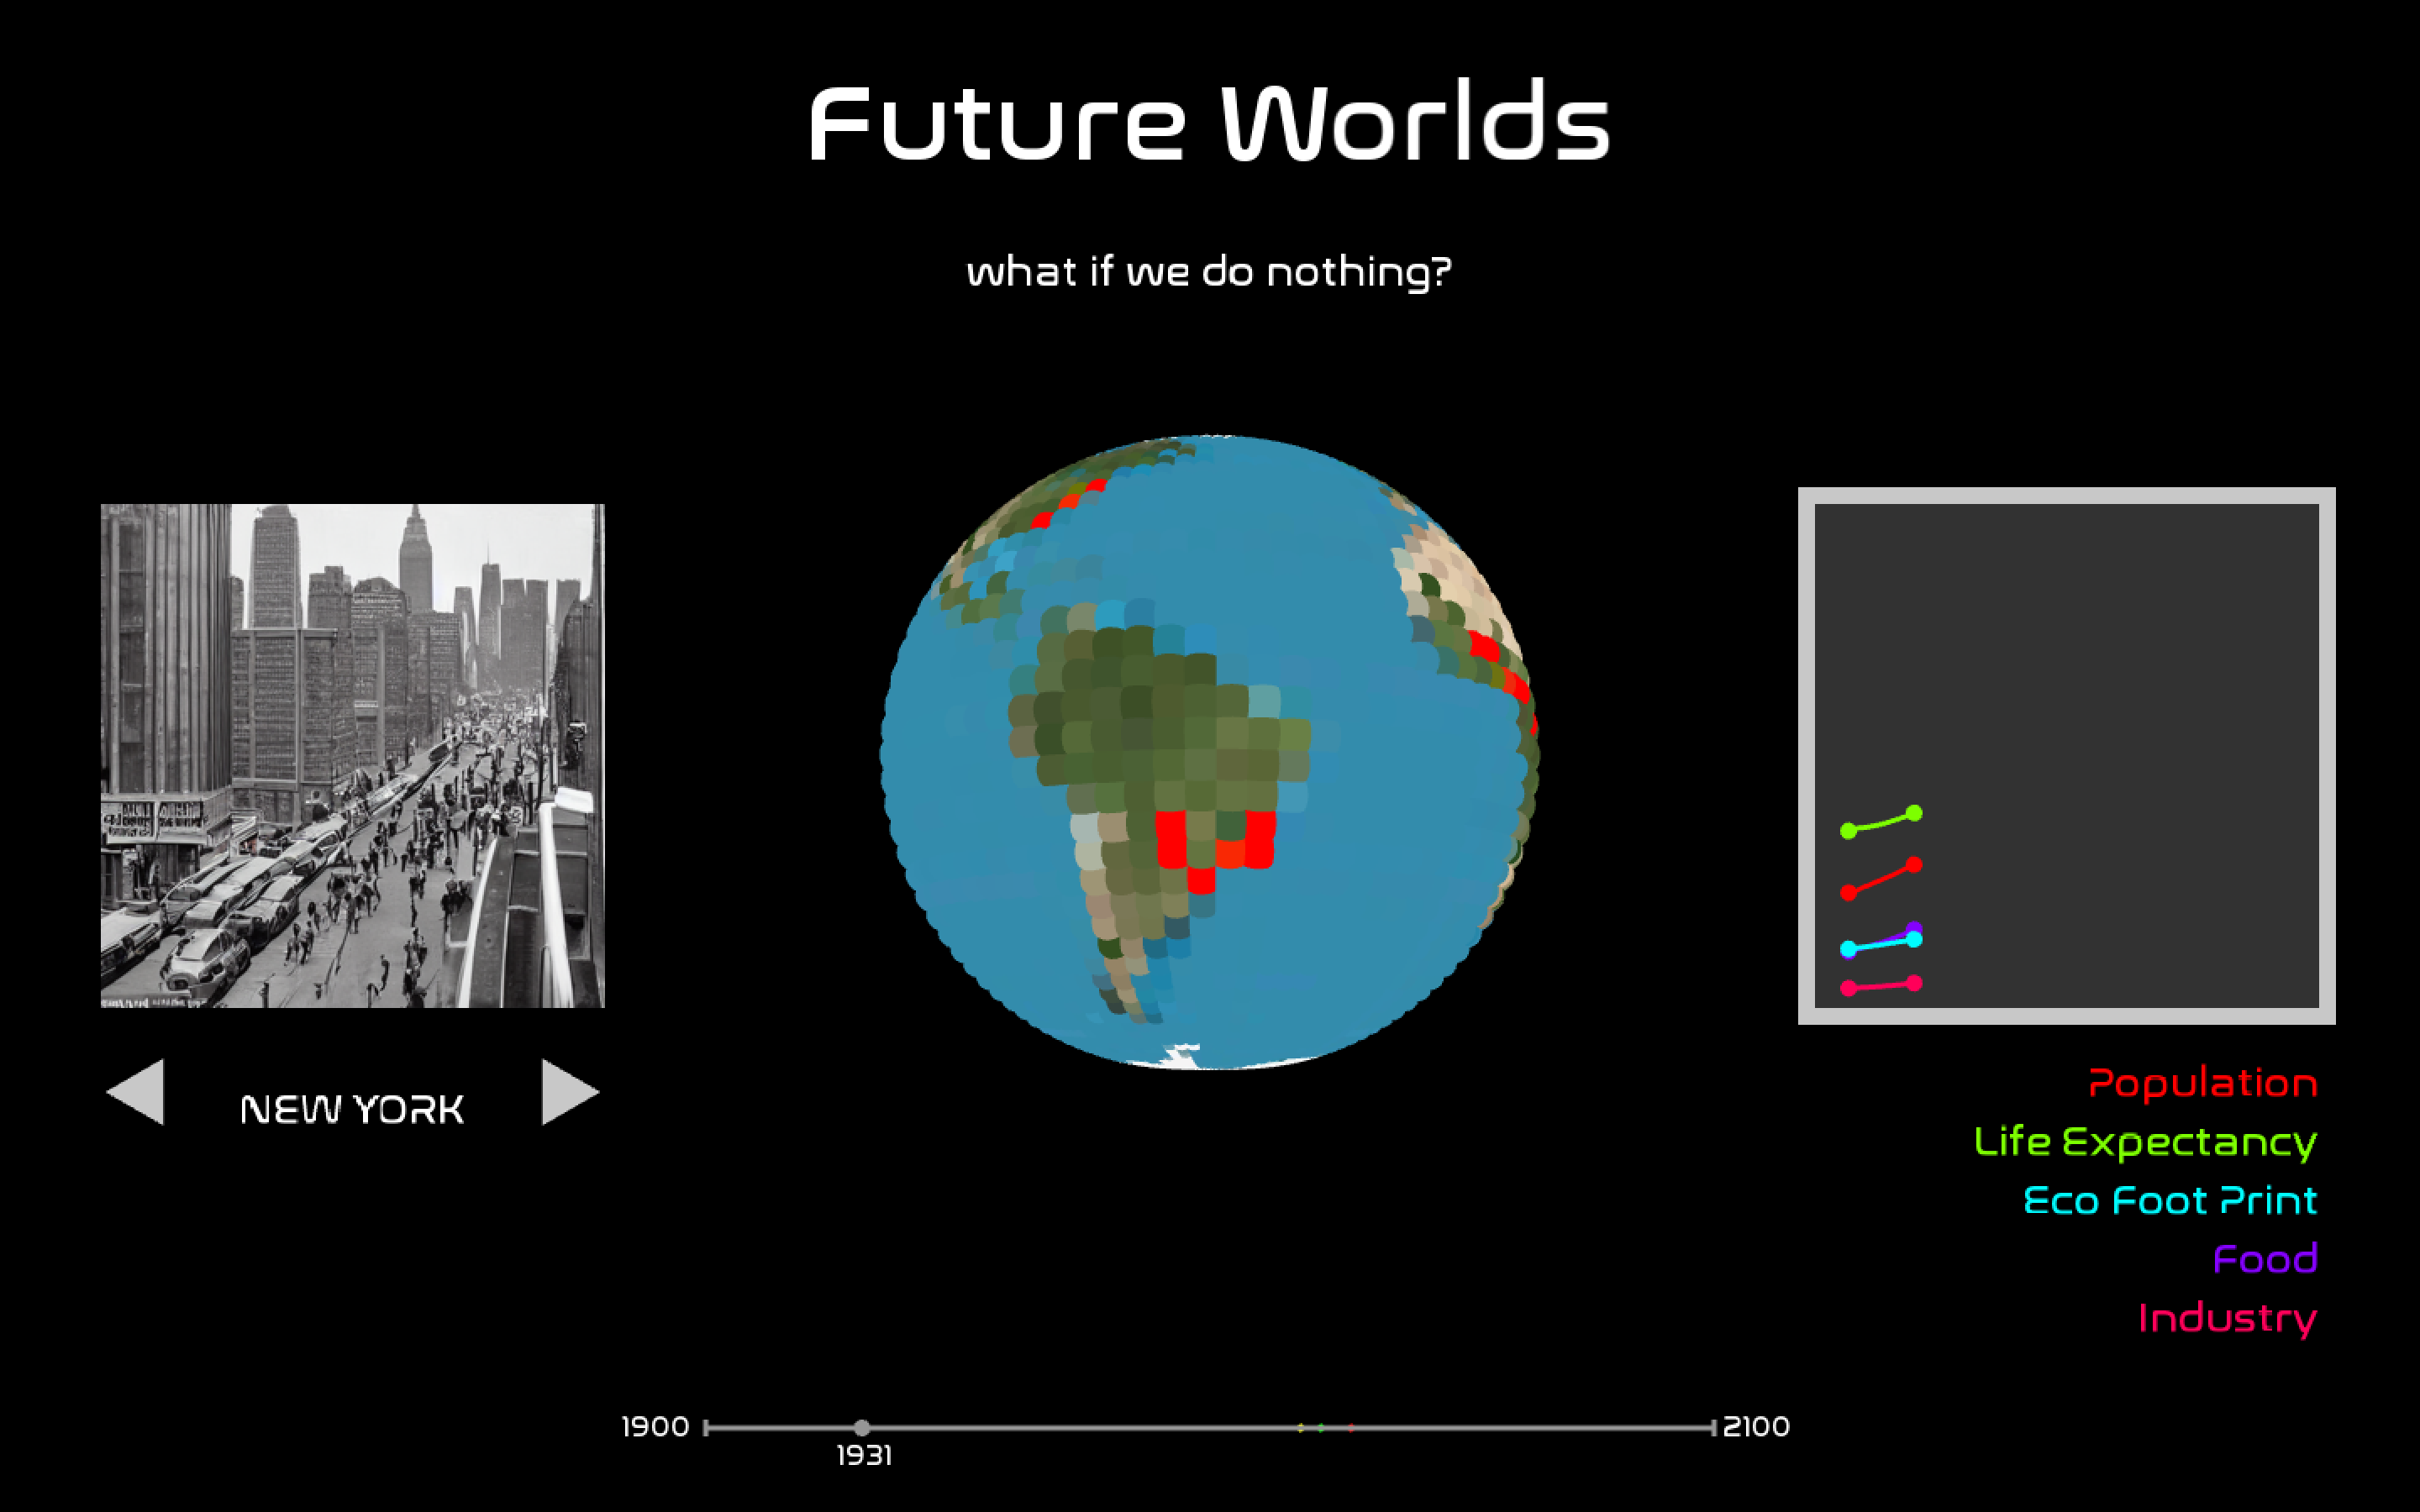 Future Worlds
what if we do nothing?
NEW YORK
Population
Life Expectancy
Eco Foot Print
Food
Industry
1900
2100
1931